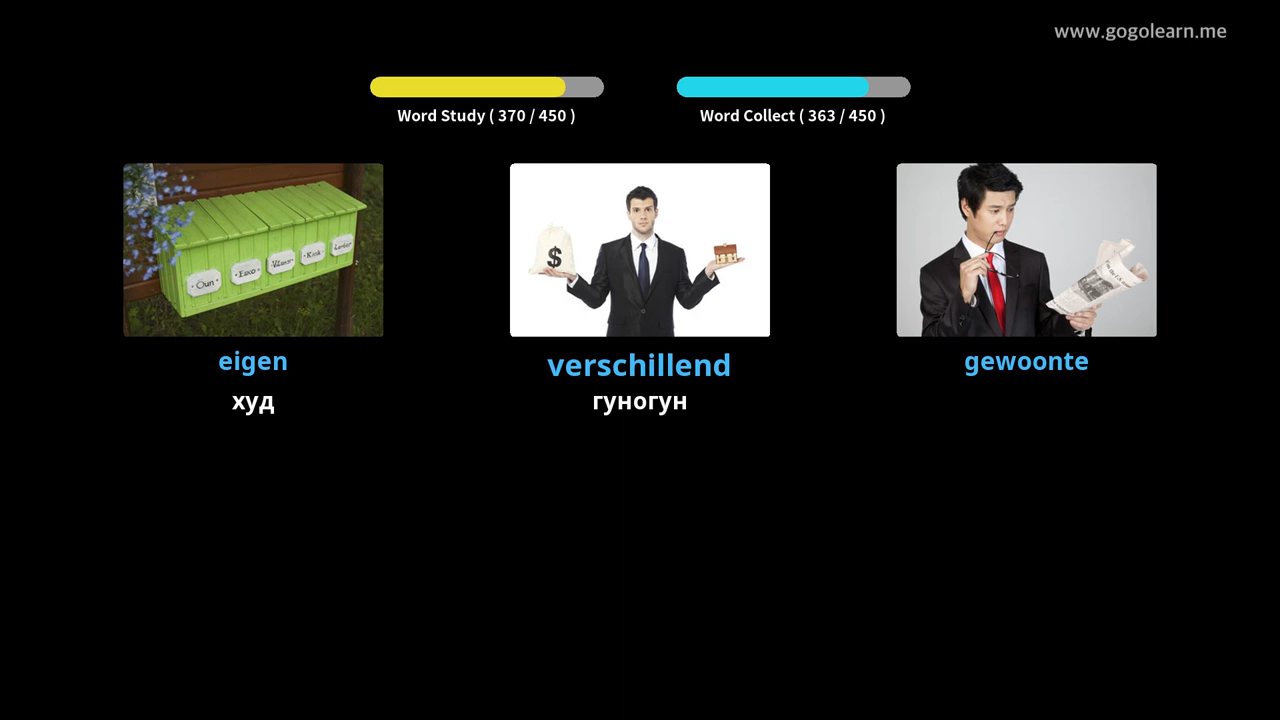 www.gogolearn.me
Word Study ( 370 / 450 )
Word Collect ( 363 / 450 )
$
eigen
verschillend
gewoonte
худ
гуногун